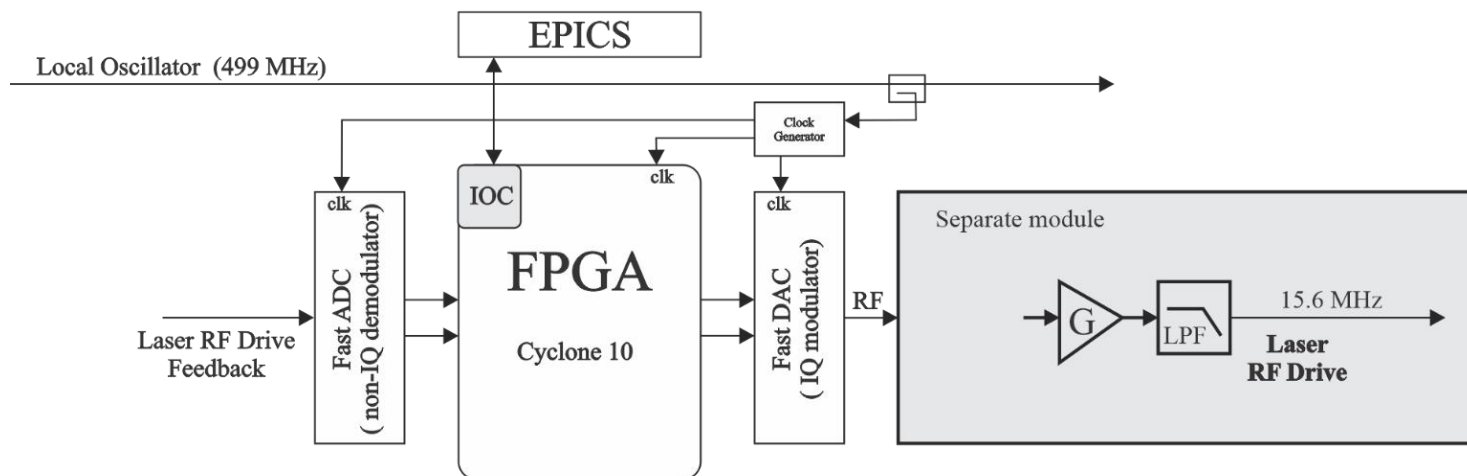 EPICS
Local Oscillator (499 MHz)
Clock
Generator
clk
IOC
clk
clk
Separate module
FPGA
Cyclone 10
Fast ADC
( non-IQ demodulator)
Fast DAC
( IQ modulator)
RF
Laser RF Drive
Feedback
G
LPF
15.6 MHz
Laser
RF Drive